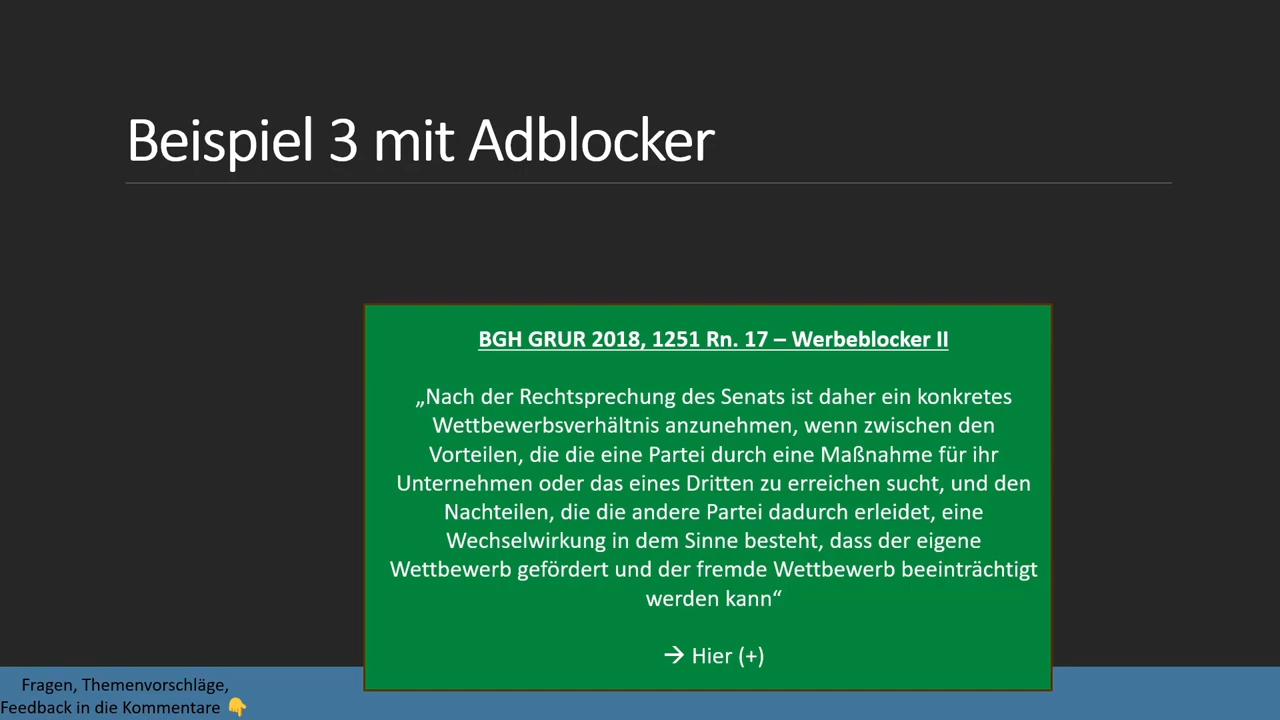 Beispiel 3 mit Adblocker
BGH GRUR 2018, 1251 Rn. 17 – Werbeblocker II
„Nach der Rechtsprechung des Senats ist daher ein konkretes
Wettbewerbsverhältnis anzunehmen, wenn zwischen den
Vorteilen, die die eine Partei durch eine Maßnahme für ihr
Unternehmen oder das eines Dritten zu erreichen sucht, und den
Nachteilen, die die andere Partei dadurch erleidet, eine
Wechselwirkung in dem Sinne besteht, dass der eigene
Wettbewerb gefördert und der fremde Wettbewerb beeinträchtigt
werden kann“
→ Hier (+)
Fragen, Themenvorschläge,
Feedback in die Kommentare 👇